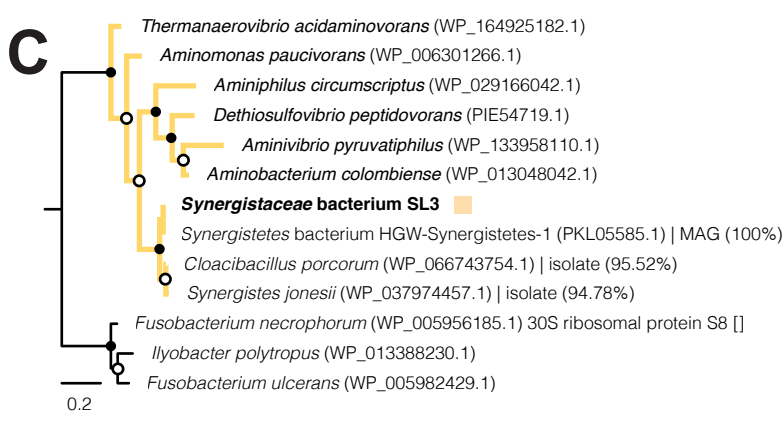 C
Thermanaerovibrio acidaminovorans (WP_164925182.1)
Aminomonas paucivorans (WP_006301266.1)
Aminiphilus circumscriptus (WP_029166042.1)
Dethiosulfovibrio peptidovorans (PIE54719.1)
Aminivibrio pyruvatiphilus (WP_133958110.1)
Aminobacterium colombiense (WP_013048042.1)
Synergistaceae bacterium SL3
Synergistetes bacterium HGW-Synergistetes-1 (PKL05585.1) | MAG (100%)
Cloacibacillus porcorum (WP_066743754.1) | isolate (95.52%)
Synergistes jonesii (WP_037974457.1) | isolate (94.78%)
Fusobacterium necrophorum (WP_005956185.1) 30S ribosomal protein S8 []
Ilyobacter polytropus (WP_013388230.1)
Fusobacterium ulcerans (WP_005982429.1)
0.2